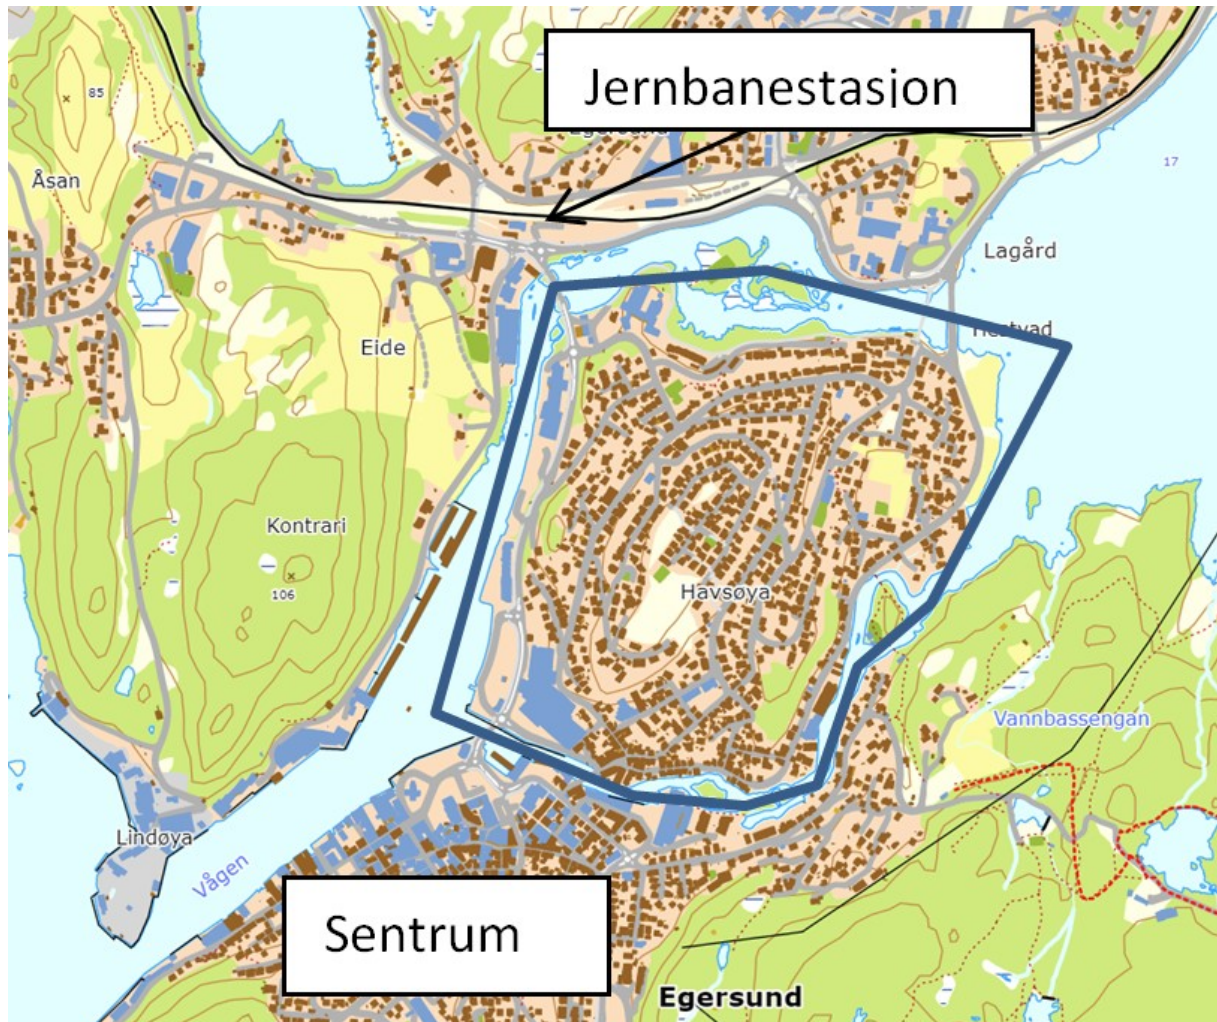 Jernbanestasjon
85
Åsan
17
Lagård
Eide
Kontrari
106
Havsøya
Vannbassengan
Lindøya
Vågen
Sentrum
Egersund